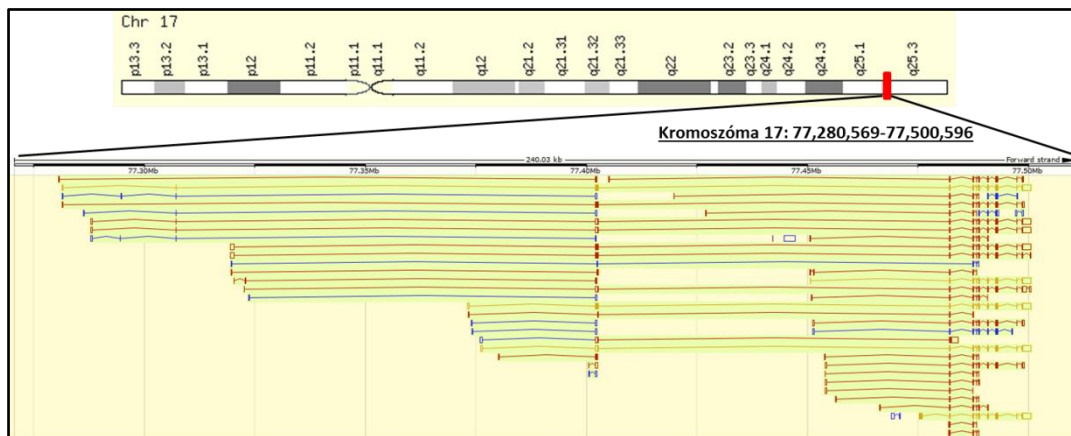 Chr 17
p13.3 p13.2 p13.1 p12 p11.2 p11.1 q11.1 q11.2 q12 q21.2 q21.31 q21.32 q21.33 q22 q23.2 q23.3 q24.1 q24.2 q24.3 q25.1 q25.3
Kromoszóma 17: 77,280,569-77,500,596
240.03 kb Forward strand
77.30Mb 77.35Mb 77.40Mb 77.45Mb 77.50Mb